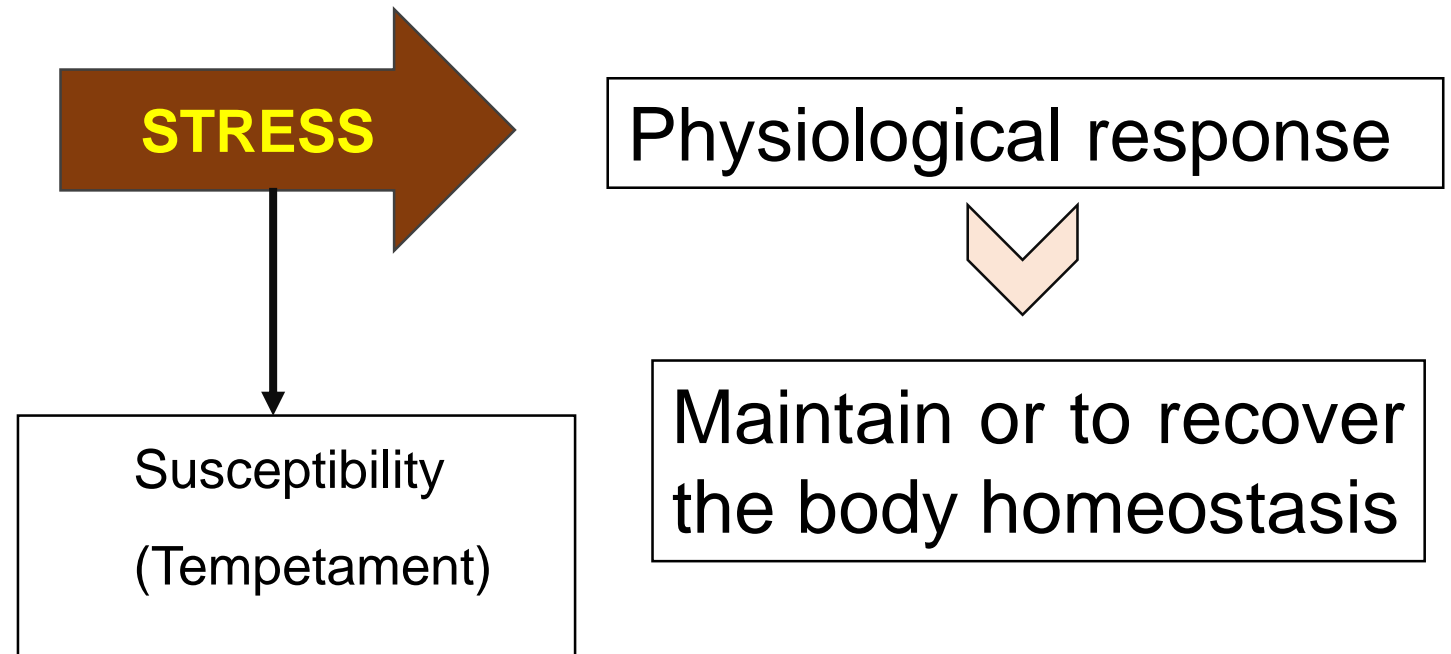 STRESS
Physiological response
Maintain or to recover
the body homeostasis
Susceptibility
(Tempetament)